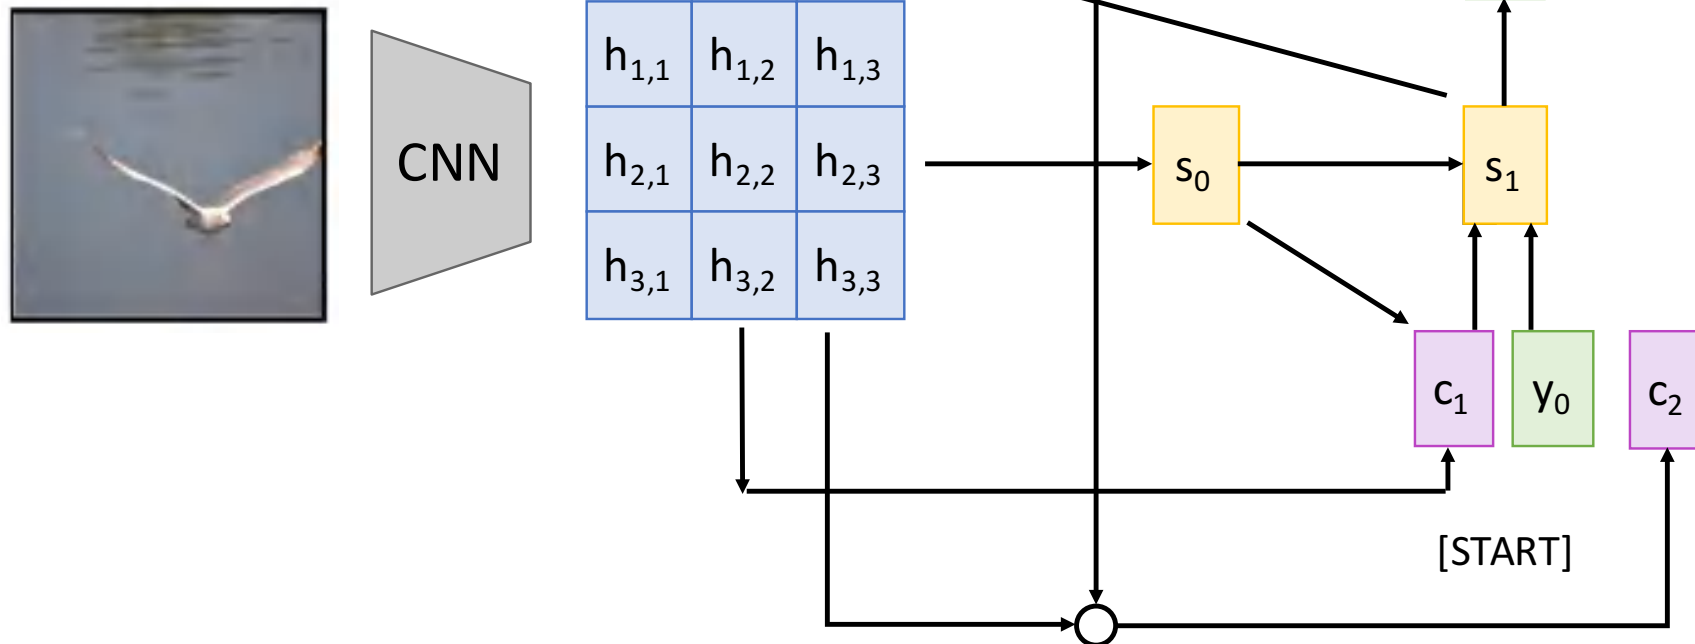 h1,1 h1,2 h1,3
CNN
h2,1 h2,2 h2,3
s0 s1
h3,1 h3,2 h3,3
c1 y0 c2
[START]